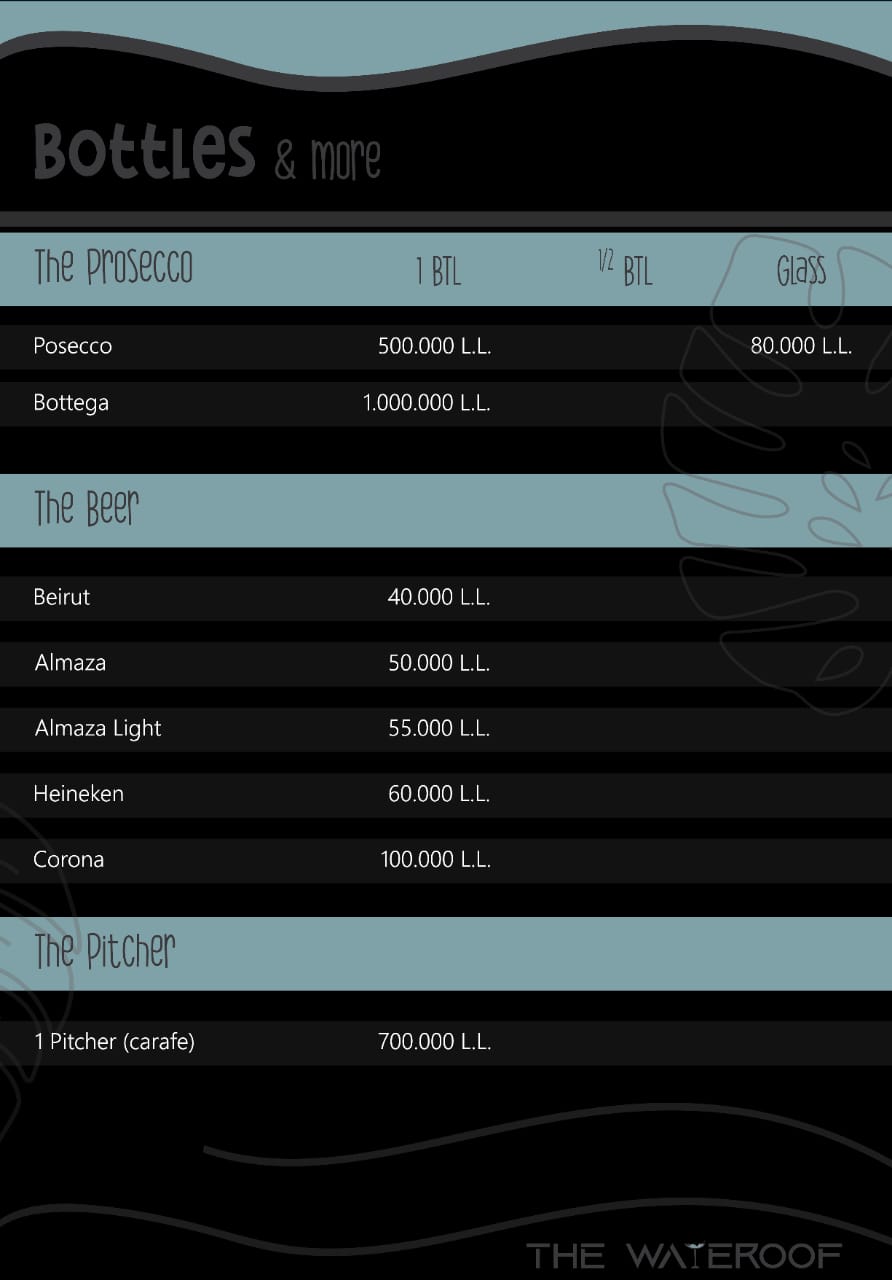 Bottles & more
The Prosecco 1 BTL 1/2 BTL Glass
Posecco 500.000 L.L. 80.000 L.L.
Bottega 1.000.000 L.L.
The Beer
Beirut 40.000 L.L.
Almaza 50.000 L.L.
Almaza Light 55.000 L.L.
Heineken 60.000 L.L.
Corona 100.000 L.L.
The Pitcher
1 Pitcher (carafe) 700.000 L.L.
THE WATEROOF